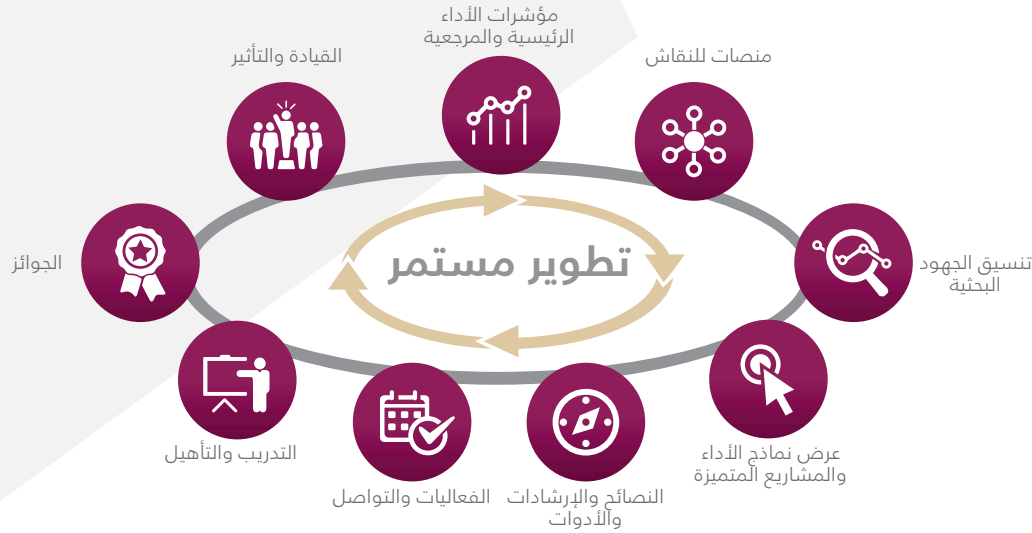 مؤشرات الأداء
الرئيسية والمرجعية
منصات للنقاش
القيادة والتأثير
تنسيق الجهود
البحثية
تطوير مستمر
الجوائز
عرض نماذج الأداء
والمشاريع المتميزة
التدريب والتأهيل
النصائح والإرشادات
والأدوات
الفعاليات والتواصل